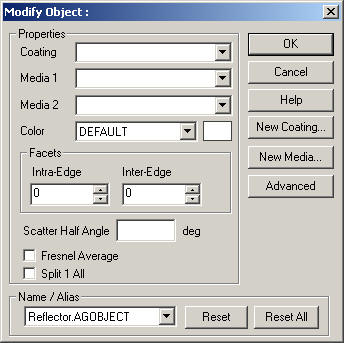 Modify Object :
Properties
Coating
OK
Media 1
Cancel
Media 2
Help
Color DEFAULT
New Coating...
Facets
Intra-Edge Inter-Edge
New Media...
0 0
Advanced
Scatter Half Angle deg
Fresnel Average
Split 1 All
Name / Alias
Reflector.AGOBJECT Reset Reset All